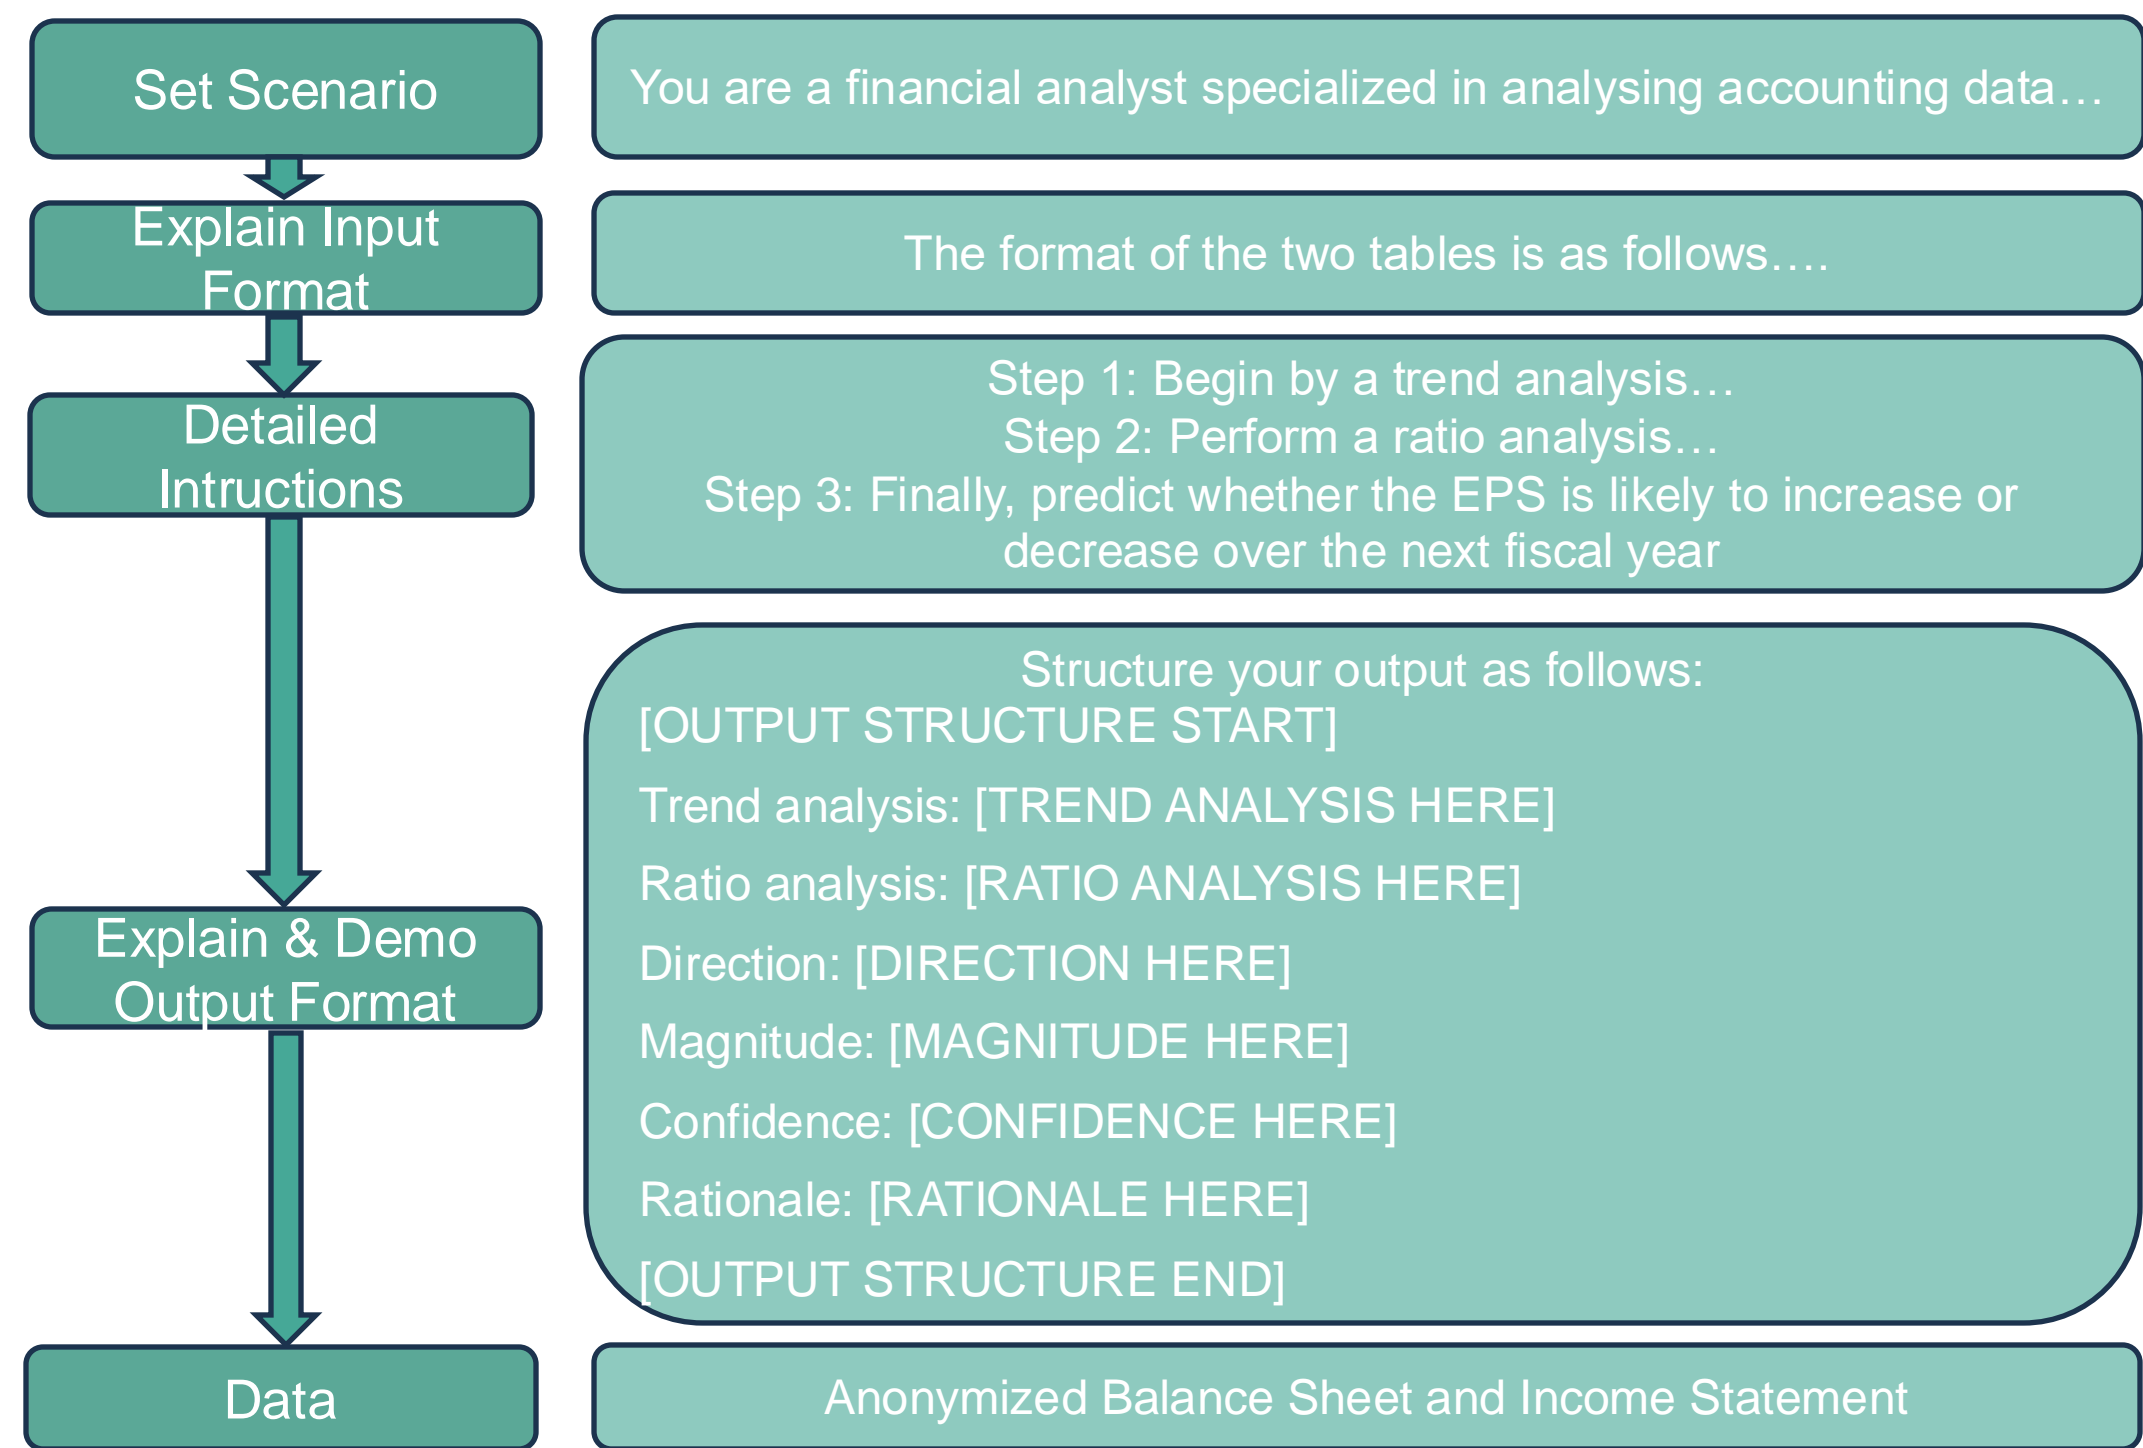 Set Scenario
You are a financial analyst specialized in analysing accounting data…
Explain Input
Format
The format of the two tables is as follows….
Detailed
Intructions
Step 1: Begin by a trend analysis…
Step 2: Perform a ratio analysis…
Step 3: Finally, predict whether the EPS is likely to increase or
decrease over the next fiscal year
Explain & Demo
Output Format
Structure your output as follows:
[OUTPUT STRUCTURE START]
Trend analysis: [TREND ANALYSIS HERE]
Ratio analysis: [RATIO ANALYSIS HERE]
Direction: [DIRECTION HERE]
Magnitude: [MAGNITUDE HERE]
Confidence: [CONFIDENCE HERE]
Rationale: [RATIONALE HERE]
[OUTPUT STRUCTURE END]
Data
Anonymized Balance Sheet and Income Statement